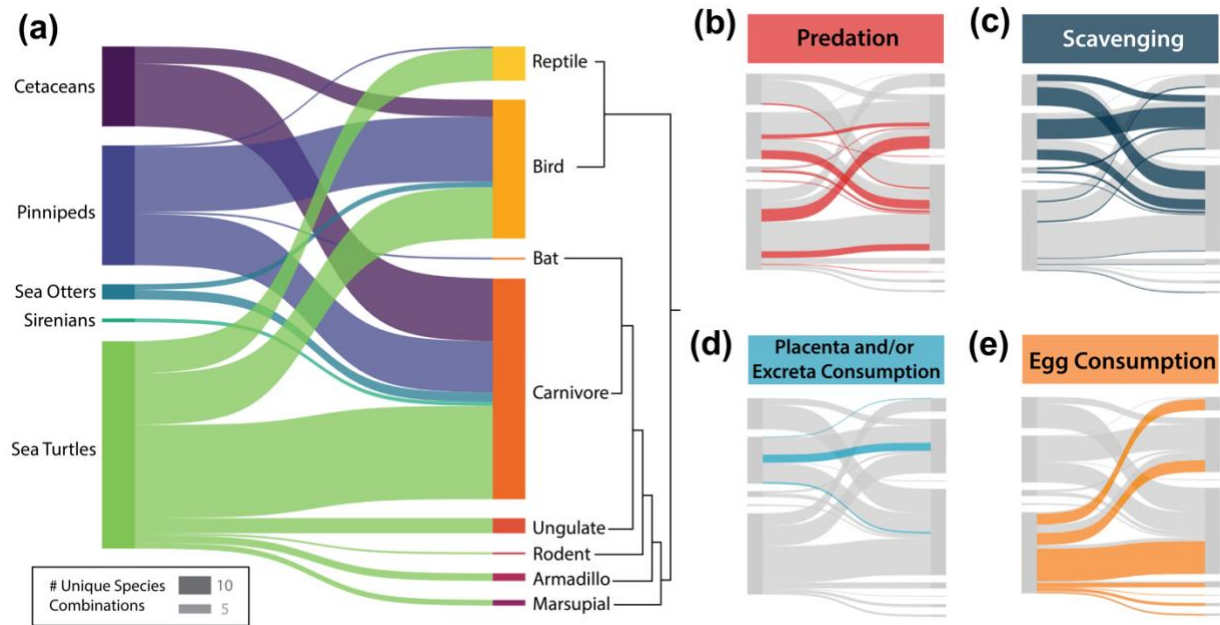 (a)
Cetaceans
Pinnipeds
Sea Otters
Sirenians
Sea Turtles
Reptile
Bird
Bat
Carnivore
Ungulate
Rodent
Armadillo
Marsupial
# Unique Species
Combinations
10
5
(b)
Predation
(c)
Scavenging
(d)
Placenta and/or
Excreta Consumption
(e)
Egg Consumption